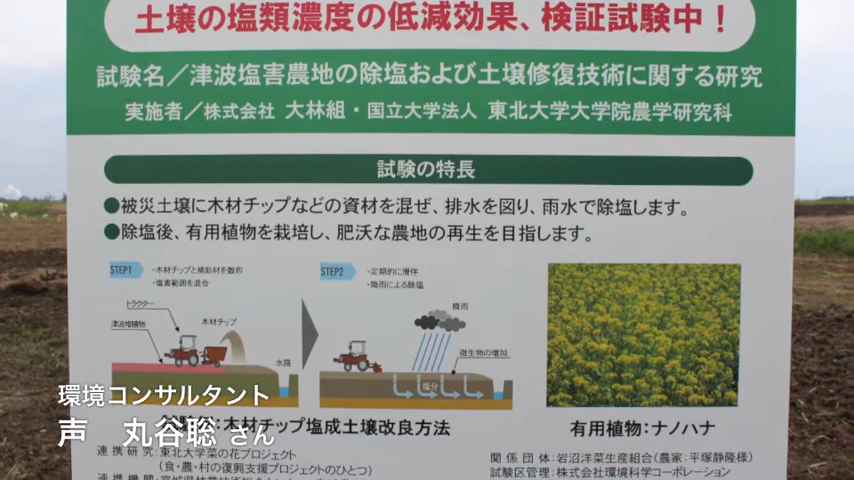 土壌の塩類濃度の低減効果、検証試験中！
試験名／津波塩害農地の除塩および土壌修復技術に関する研究
実施者／株式会社 大林組・国立大学法人 東北大学大学院農学研究科
試験の特長
●被災土壌に木材チップなどの資材を混ぜ、排水を図り、雨水で除塩します。
●除塩後、有用植物を栽培し、肥沃な農地の再生を目指します。
STEP1
・木材チップと補助材を散布
・塩害範囲を混合
トラクター
津波堆積物
木材チップ
水路
STEP2
・定期的に攪拌
・降雨による除塩
降雨
微生物の増加
塩分
環境コンサルタント
声 丸谷聡 さん
：木材チップ塩成土壌改良方法
有用植物：ナノハナ
連携研究：東北大学菜の花プロジェクト
（食・農・村の復興支援プロジェクトのひとつ）
関係団体：岩沼洋菜生産組合（農家：平塚静隆様）
試験区管理：株式会社環境科学コーポレーション